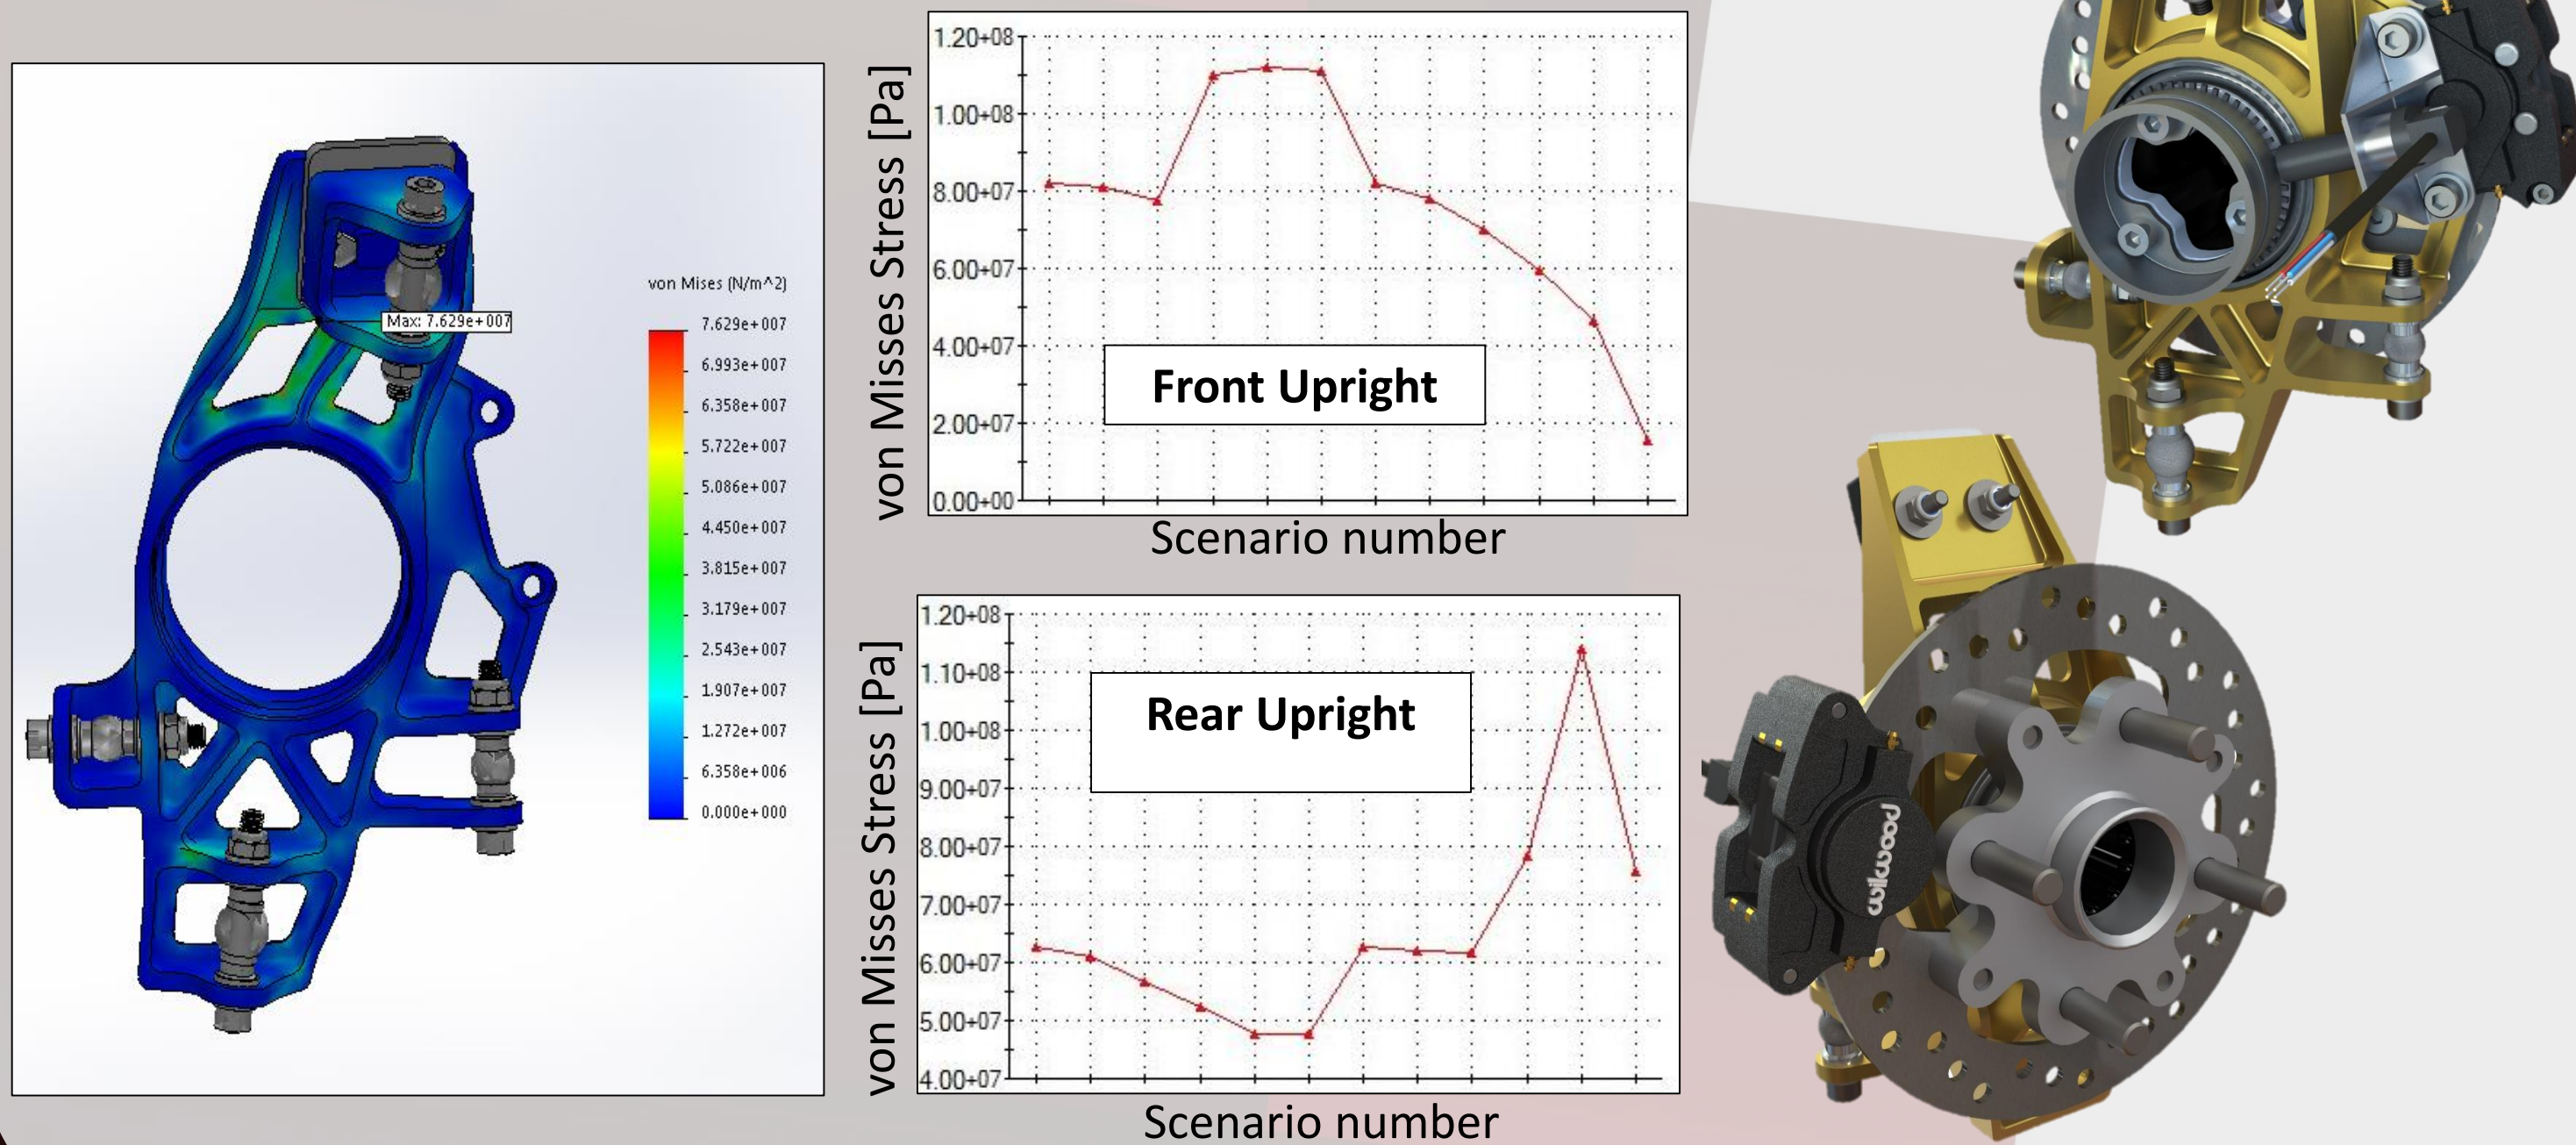 von Mises (N/m^2)
7.629e+007
6.993e+007
6.358e+007
5.722e+007
5.086e+007
4.450e+007
3.815e+007
3.179e+007
2.543e+007
1.907e+007
1.272e+007
6.358e+006
0.000e+000
Max: 7.629e+007
von Misses Stress [Pa]
1.20+08
1.00+08
8.00+07
6.00+07
4.00+07
2.00+07
0.00+00
Front Upright
Scenario number
von Misses Stress [Pa]
1.20+08
1.10+08
1.00+08
9.00+07
8.00+07
7.00+07
6.00+07
5.00+07
4.00+07
Rear Upright
Scenario number
wilwood